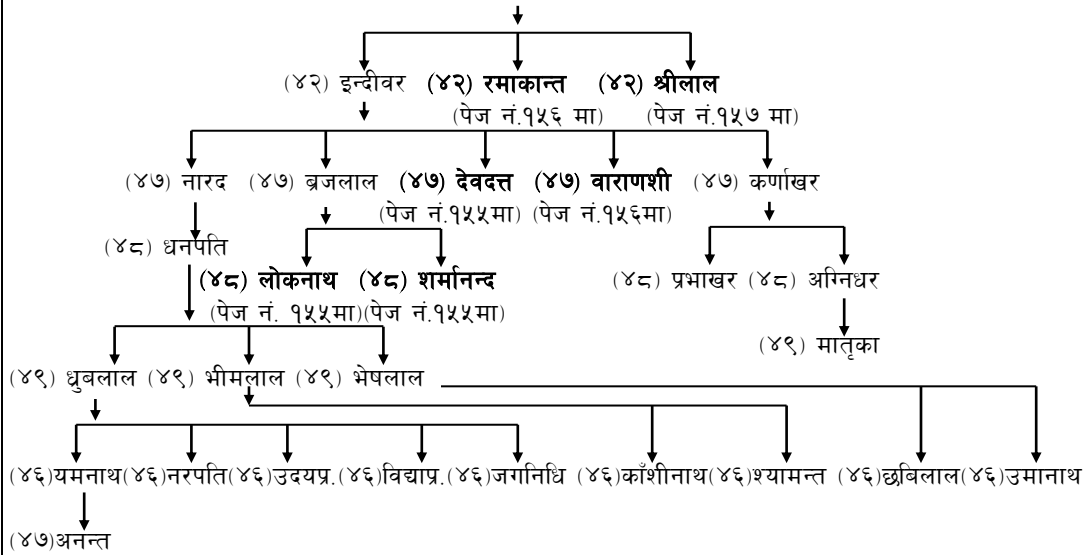 (४२) इन्दीवर (४२) रमाकान्त (४२) श्रीलाल
(पेज नं.१५६ मा) (पेज नं.१५७ मा)
(४७) नारद (४७) ब्रजलाल (४७) देवदत्त (४७) वाराणशी (४७) कर्णाखर
(पेज नं.१५५मा) (पेज नं.१५६मा)
(४८) धनपति
(४८) लोकनाथ (४८) शर्मानन्द (४८) प्रभाखर (४८) अग्निधर
(पेज नं. १५५मा)(पेज नं.१५५मा)
(४९) मातृका
(४९) ध्रुबलाल (४९) भीमलाल (४९) भेषलाल
(४६)यमनाथ(४६)नरपति(४६)उदयप्र.(४६)विद्याप्र.(४६)जगनिधि (४६)काँशीनाथ(४६)श्यामन्त (४६)छबिलाल(४६)उमानाथ
(४७)अनन्त